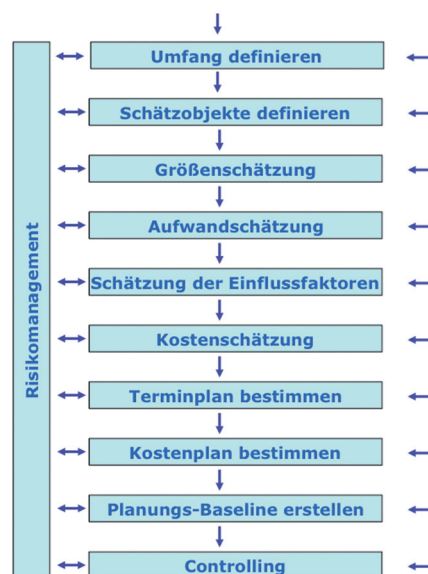 Risikomanagement
Umfang definieren
Schätzobjekte definieren
Größenschätzung
Aufwandschätzung
Schätzung der Einflussfaktoren
Kostenschätzung
Terminplan bestimmen
Kostenplan bestimmen
Planungs-Baseline erstellen
Controlling